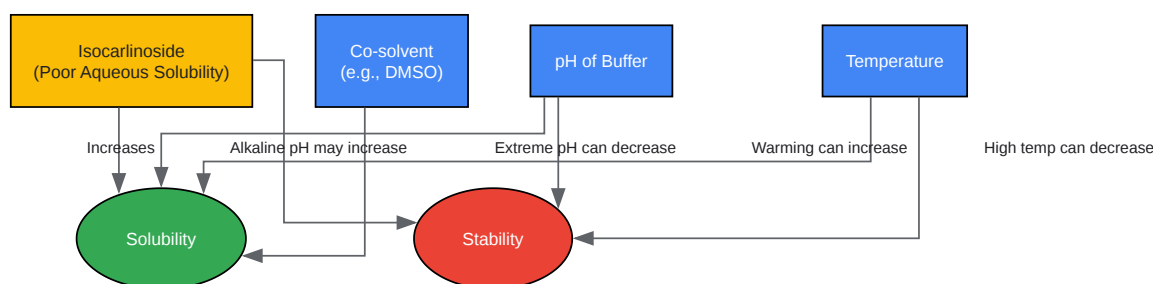 Isocarlinoside
(Poor Aqueous Solubility)
Co-solvent
(e.g., DMSO)
pH of Buffer
Temperature
Increases
Alkaline pH may increase
Extreme pH can decrease
Warming can increase
High temp can decrease
Solubility
Stability